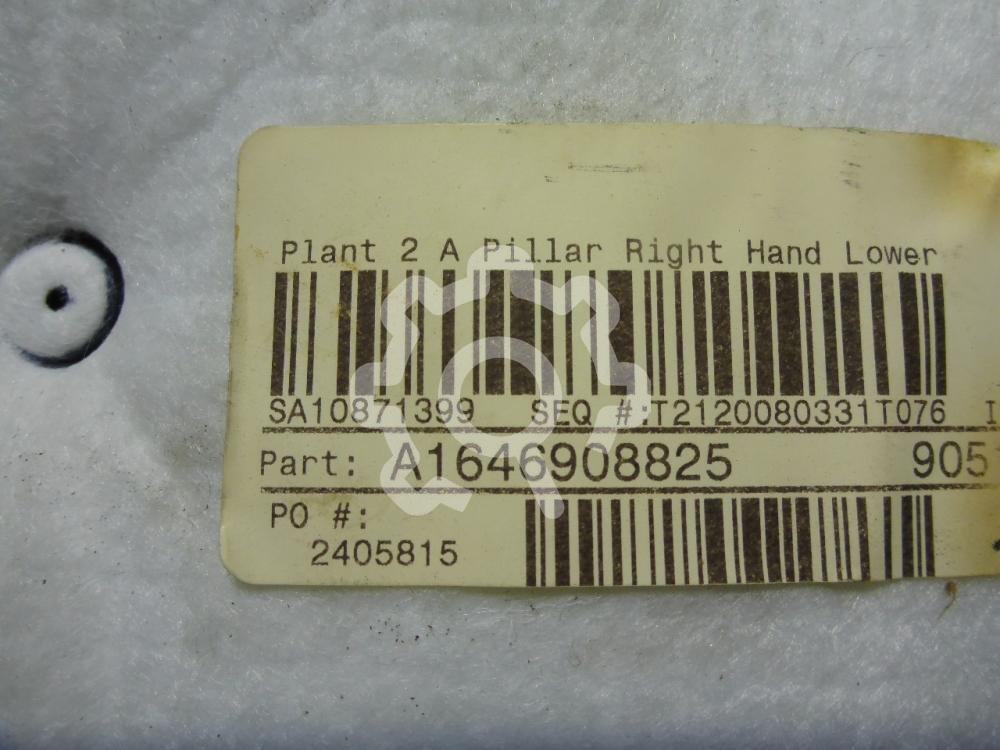 Plant 2 A Pillar Right Hand Lower
SA10871399 SEQ #:T2120080331T076
Part: A1646908825 905
PO #:
2405815